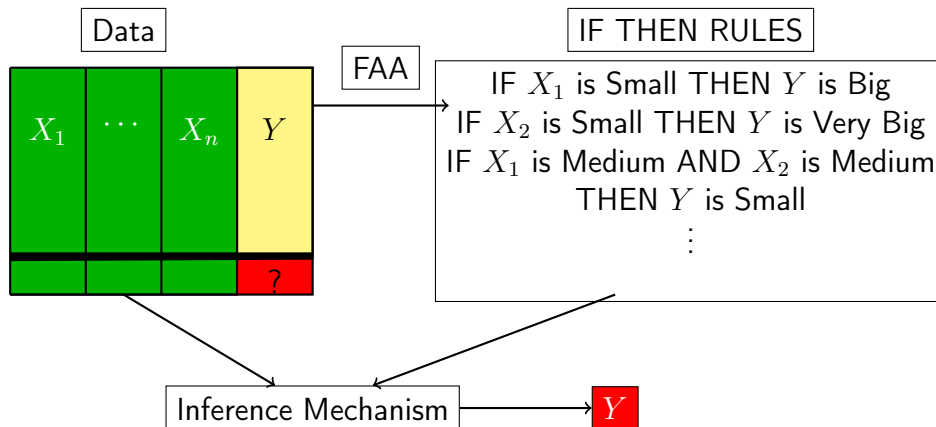 Data
FAA
IF THEN RULES
X₁ ⋯ Xₙ Y
?
IF X₁ is Small THEN Y is Big
IF X₂ is Small THEN Y is Very Big
IF X₁ is Medium AND X₂ is Medium
THEN Y is Small
⋮
Inference Mechanism
Y